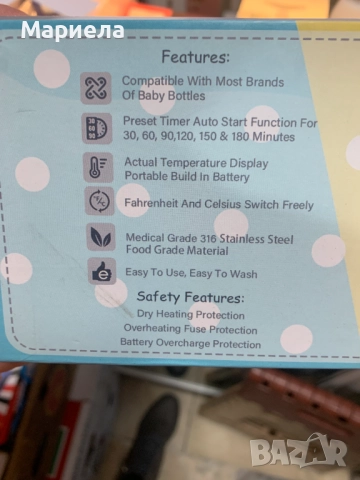 Мариела
Features:
Compatible With Most Brands
Of Baby Bottles
30
60
90
Preset Timer Auto Start Function For
30, 60, 90,120, 150 & 180 Minutes
Actual Temperature Display
Portable Build In Battery
°F/°C
Fahrenheit And Celsius Switch Freely
Medical Grade 316 Stainless Steel
Food Grade Material
e
Easy To Use, Easy To Wash
Safety Features:
Dry Heating Protection
Overheating Fuse Protection
Battery Overcharge Protection
BAZAR